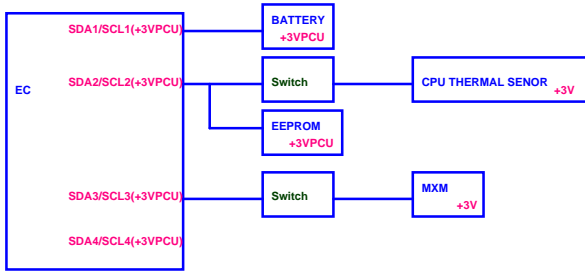 SDA1/SCL1(+3VPCU)
BATTERY
+3VPCU
EC
SDA2/SCL2(+3VPCU)
Switch
CPU THERMAL SENOR
+3V
EEPROM
+3VPCU
SDA3/SCL3(+3VPCU)
Switch
MXM
+3V
SDA4/SCL4(+3VPCU)